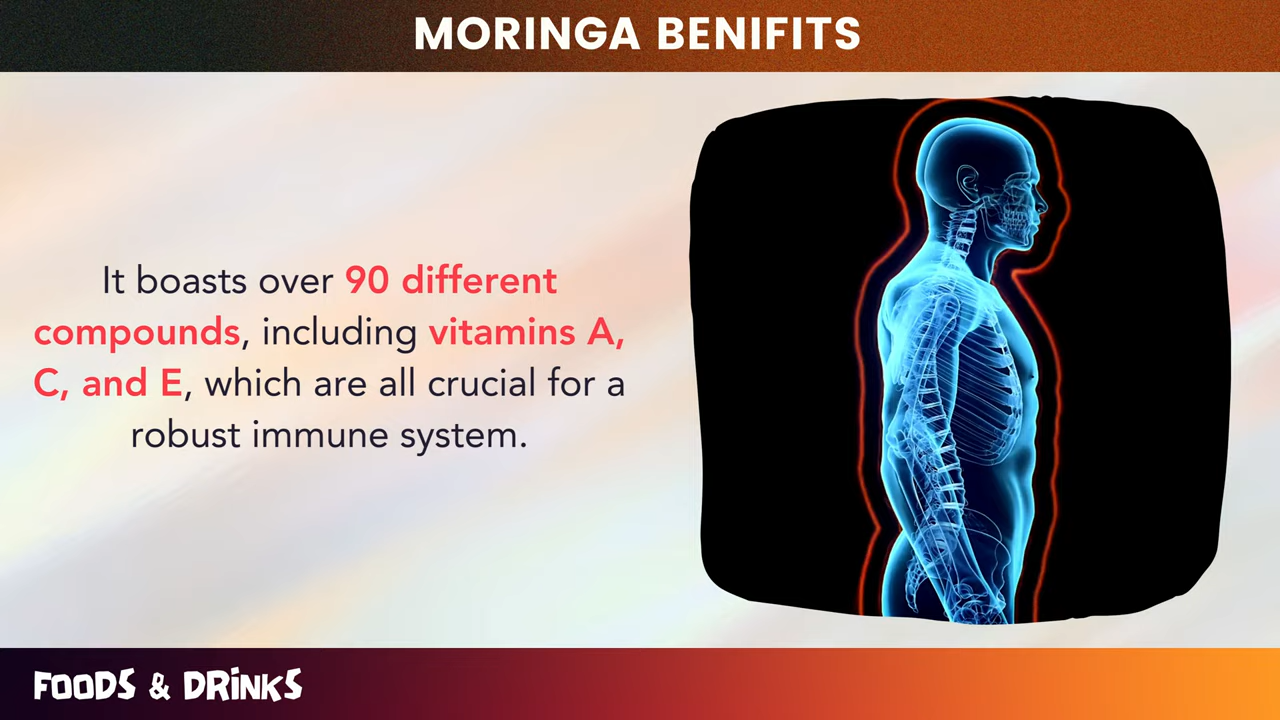 MORINGA BENIFITS
It boasts over 90 different
compounds, including vitamins A,
C, and E, which are all crucial for a
robust immune system.
FOODS & DRiNKS